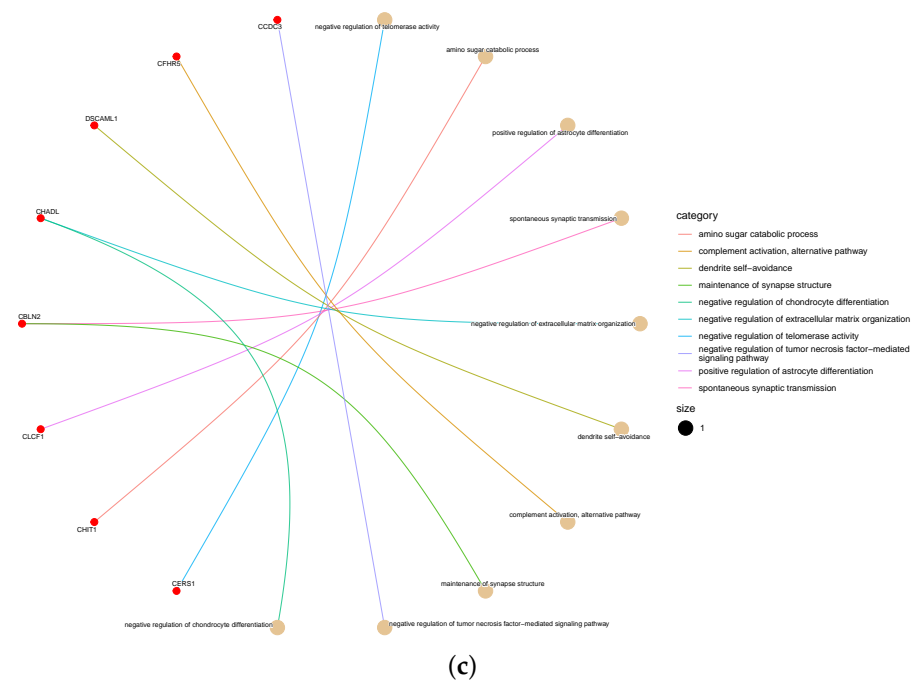 CCDC3
negative regulation of telomerase activity
CFHR5
amino sugar catabolic process
DSCAML1
positive regulation of astrocyte differentiation
CHADL
spontaneous synaptic transmission
CBLN2
negative regulation of extracellular matrix organization
CLCF1
dendrite self−avoidance
CHIT1
complement activation, alternative pathway
CERS1
maintenance of synapse structure
negative regulation of chondrocyte differentiation
negative regulation of tumor necrosis factor−mediated signaling pathway
category
amino sugar catabolic process
complement activation, alternative pathway
dendrite self−avoidance
maintenance of synapse structure
negative regulation of chondrocyte differentiation
negative regulation of extracellular matrix organization
negative regulation of telomerase activity
negative regulation of tumor necrosis factor−mediated
signaling pathway
positive regulation of astrocyte differentiation
spontaneous synaptic transmission
size
1
(c)